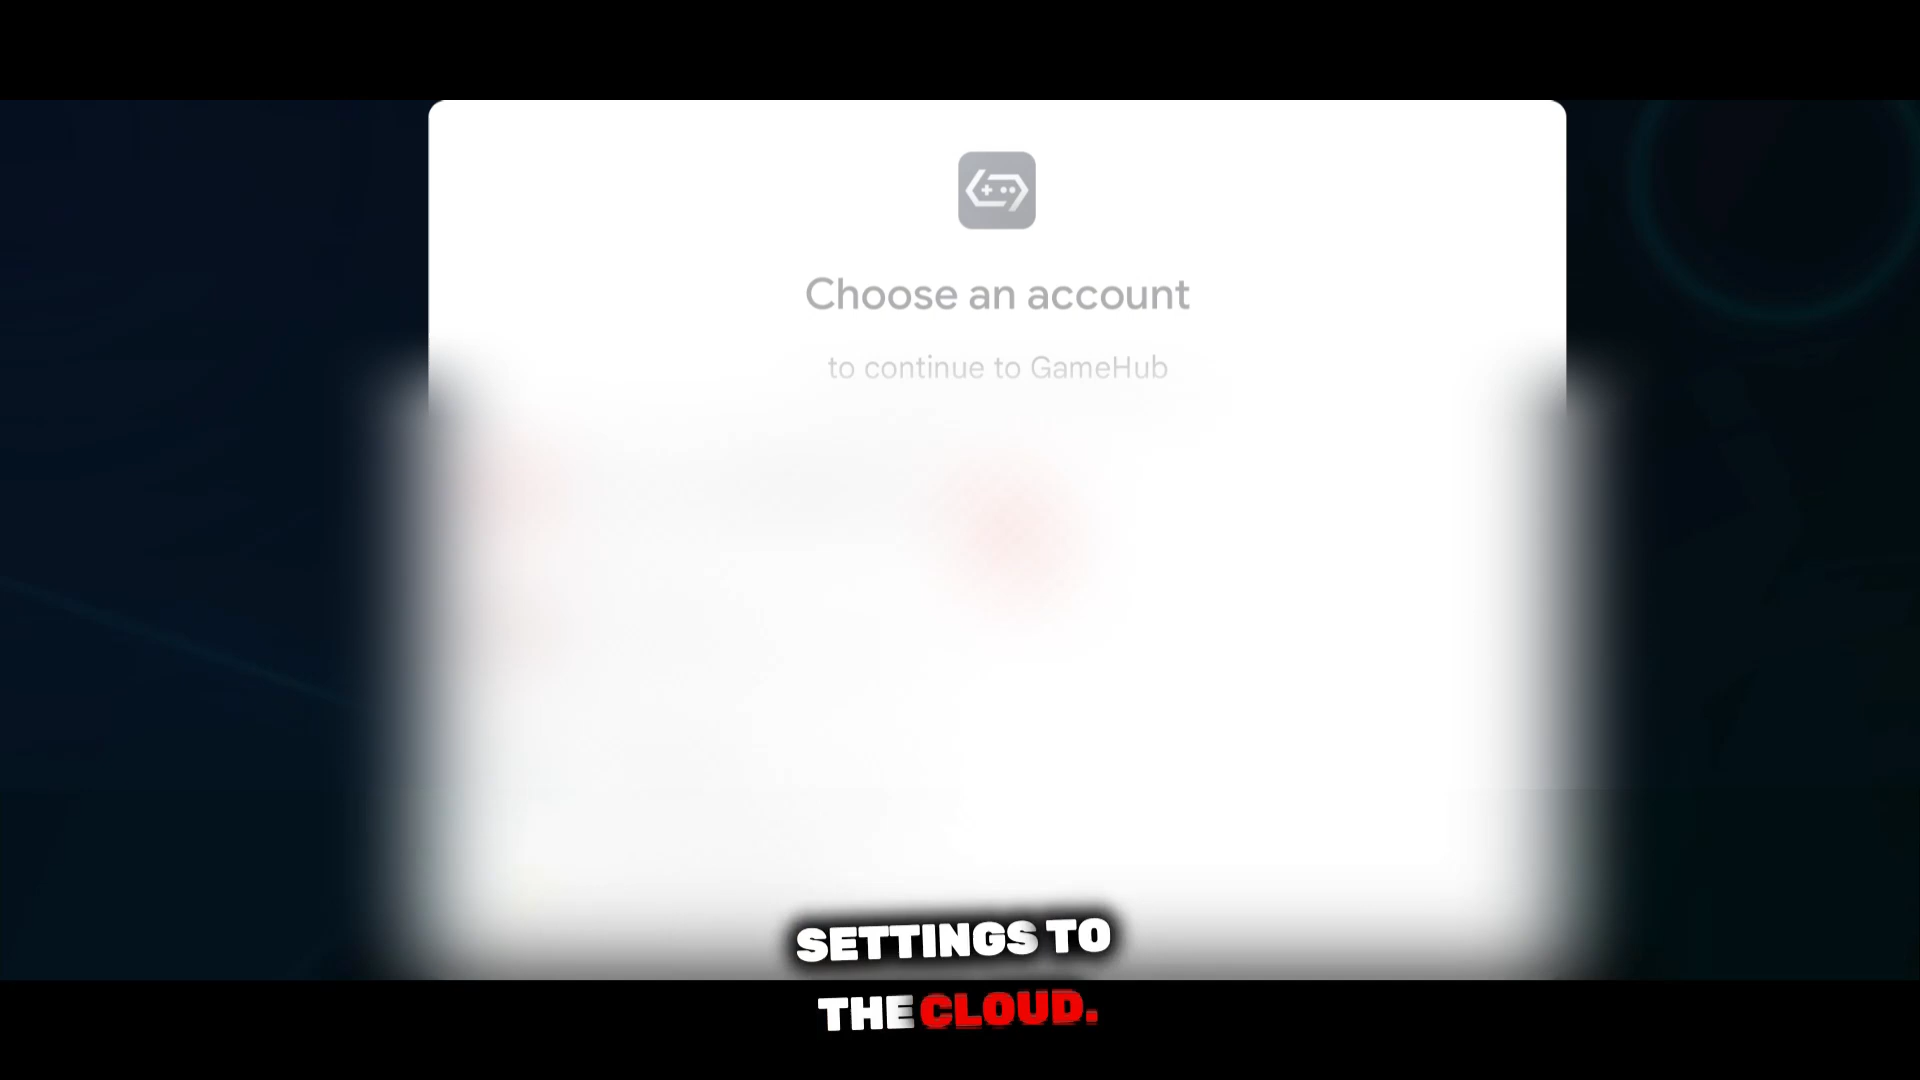 Choose an account
to continue to GameHub
SETTINGS TO
THE CLOUD.